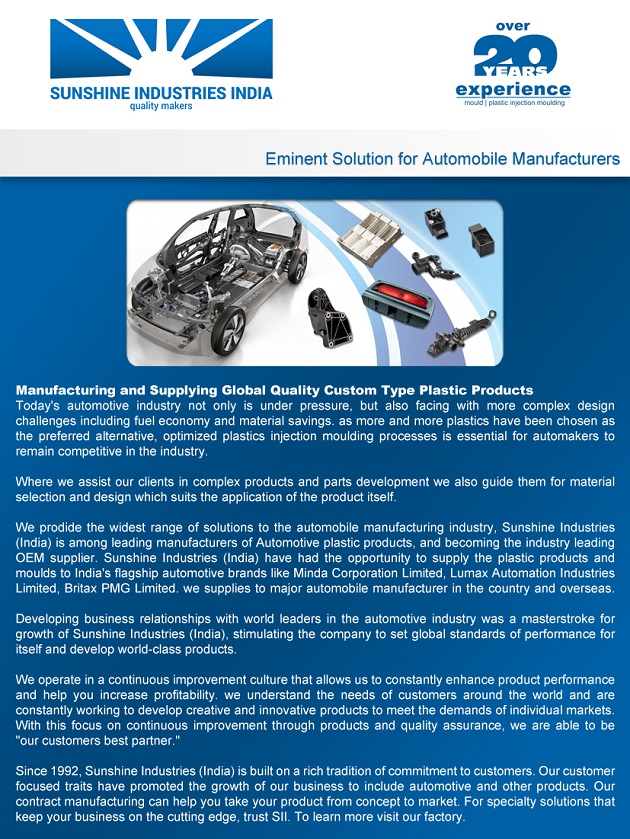 SUNSHINE INDUSTRIES INDIA
quality makers
over
20
YEARS
experience
mould | plastic injection moulding
Eminent Solution for Automobile Manufacturers
Manufacturing and Supplying Global Quality Custom Type Plastic Products
Today's automotive industry not only is under pressure, but also facing with more complex design
challenges including fuel economy and material savings. as more and more plastics have been chosen as
the preferred alternative, optimized plastics injection moulding processes is essential for automakers to
remain competitive in the industry.
Where we assist our clients in complex products and parts development we also guide them for material
selection and design which suits the application of the product itself.
We prodide the widest range of solutions to the automobile manufacturing industry, Sunshine Industries
(India) is among leading manufacturers of Automotive plastic products, and becoming the industry leading
OEM supplier. Sunshine Industries (India) have had the opportunity to supply the plastic products and
moulds to India's flagship automotive brands like Minda Corporation Limited, Lumax Automation Industries
Limited, Britax PMG Limited. we supplies to major automobile manufacturer in the country and overseas.
Developing business relationships with world leaders in the automotive industry was a masterstroke for
growth of Sunshine Industries (India), stimulating the company to set global standards of performance for
itself and develop world-class products.
We operate in a continuous improvement culture that allows us to constantly enhance product performance
and help you increase profitability. we understand the needs of customers around the world and are
constantly working to develop creative and innovative products to meet the demands of individual markets.
With this focus on continuous improvement through products and quality assurance, we are able to be
"our customers best partner."
Since 1992, Sunshine Industries (India) is built on a rich tradition of commitment to customers. Our customer
focused traits have promoted the growth of our business to include automotive and other products. Our
contract manufacturing can help you take your product from concept to market. For specialty solutions that
keep your business on the cutting edge, trust SII. To learn more visit our factory.